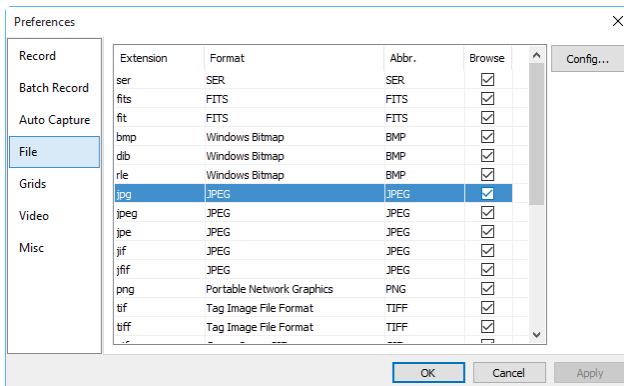 Preferences
Record
Batch Record
Auto Capture
File
Grids
Video
Misc
Extension Format Abbr. Browse
ser SER SER
fits FITS FITS
fit FITS FITS
bmp Windows Bitmap BMP
dib Windows Bitmap BMP
rle Windows Bitmap BMP
jpg JPEG JPEG
jpeg JPEG JPEG
jpe JPEG JPEG
jif JPEG JPEG
jfif JPEG JPEG
png Portable Network Graphics PNG
tif Tag Image File Format TIFF
tiff Tag Image File Format TIFF
Config...
OK Cancel Apply